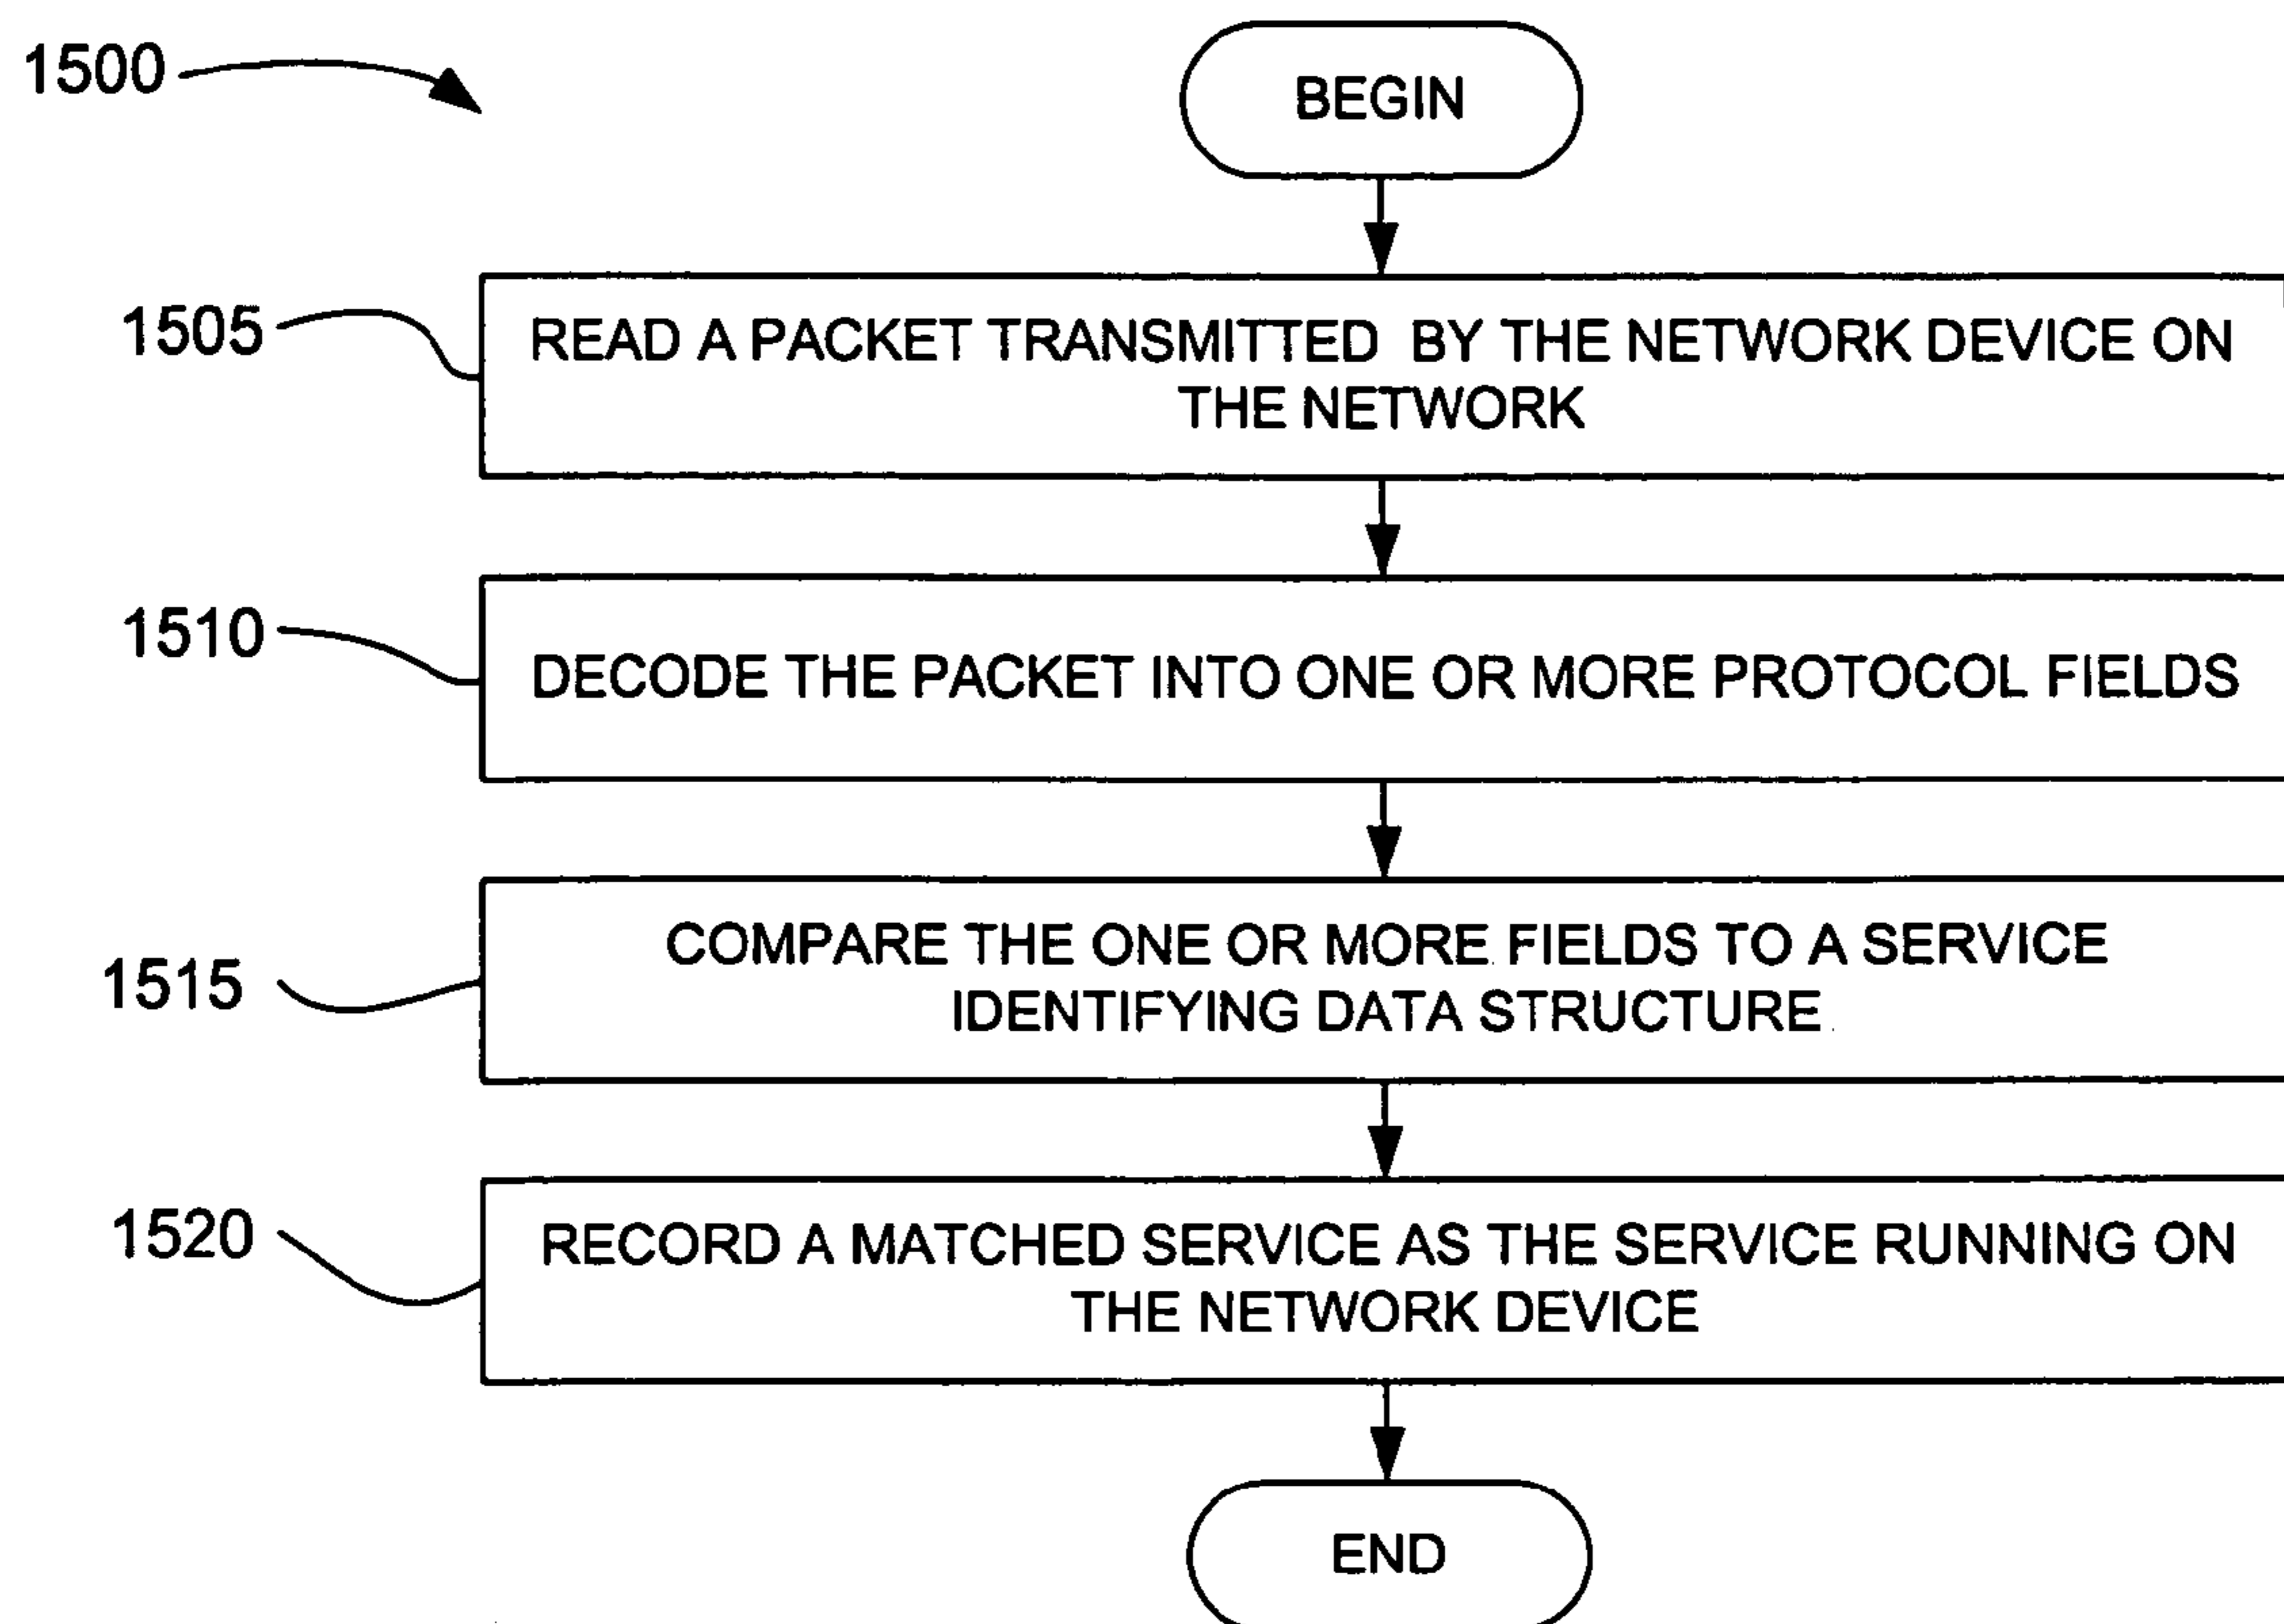 1500
BEGIN
1505
READ A PACKET TRANSMITTED BY THE NETWORK DEVICE ON
THE NETWORK
1510
DECODE THE PACKET INTO ONE OR MORE PROTOCOL FIELDS
COMPARE THE ONE OR MORE FIELDS TO A SERVICE
1515
IDENTIFYING DATA STRUCTURE
1520
RECORD A MATCHED SERVICE AS THE SERVICE RUNNING ON
THE NETWORK DEVICE
END